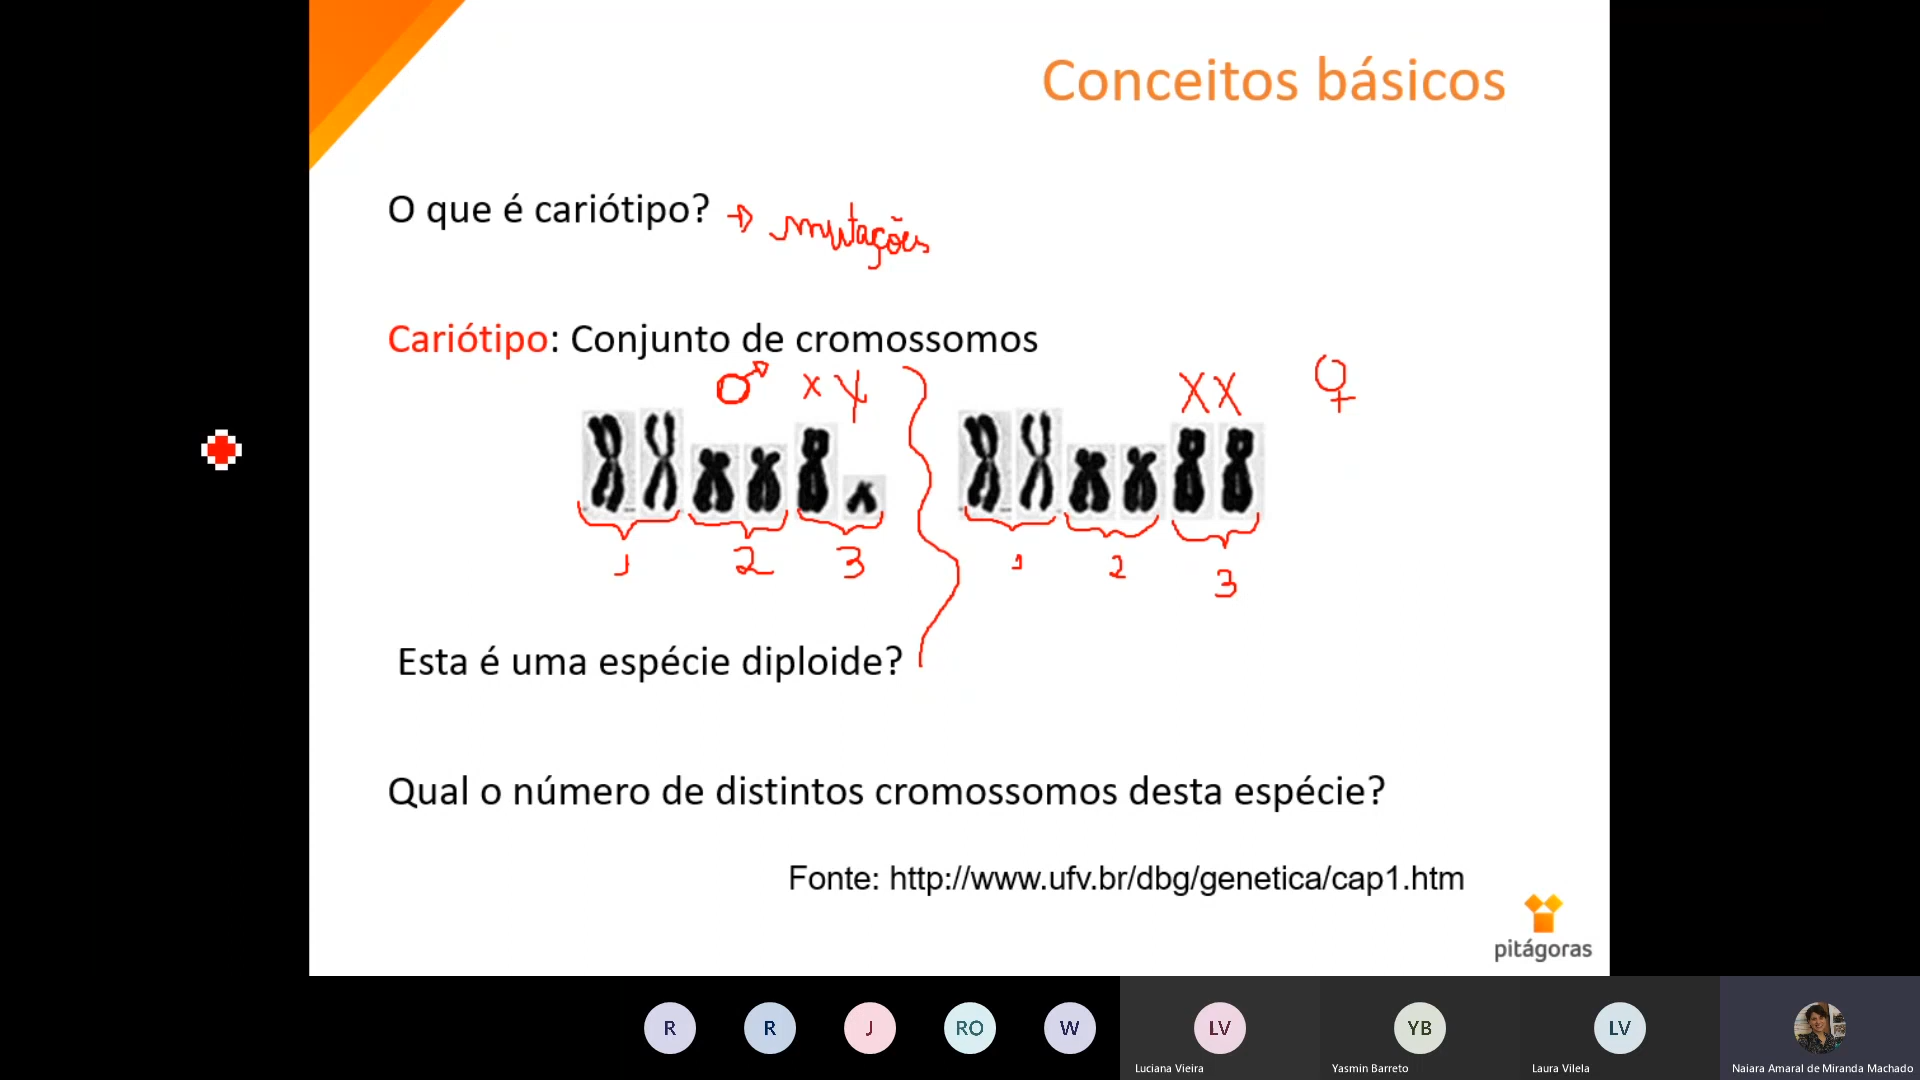 Conceitos básicos
O que é cariótipo? → mutações
Cariótipo: Conjunto de cromossomos
♂ X Y
XX ♀
1 2 3
1 2 3
Esta é uma espécie diploide?
Qual o número de distintos cromossomos desta espécie?
Fonte: http://www.ufv.br/dbg/genetica/cap1.htm
pitágoras
R R J RO W LV YB LV
Luciana Vieira Yasmin Barreto Laura Vilela Naiara Amaral de Miranda Machado